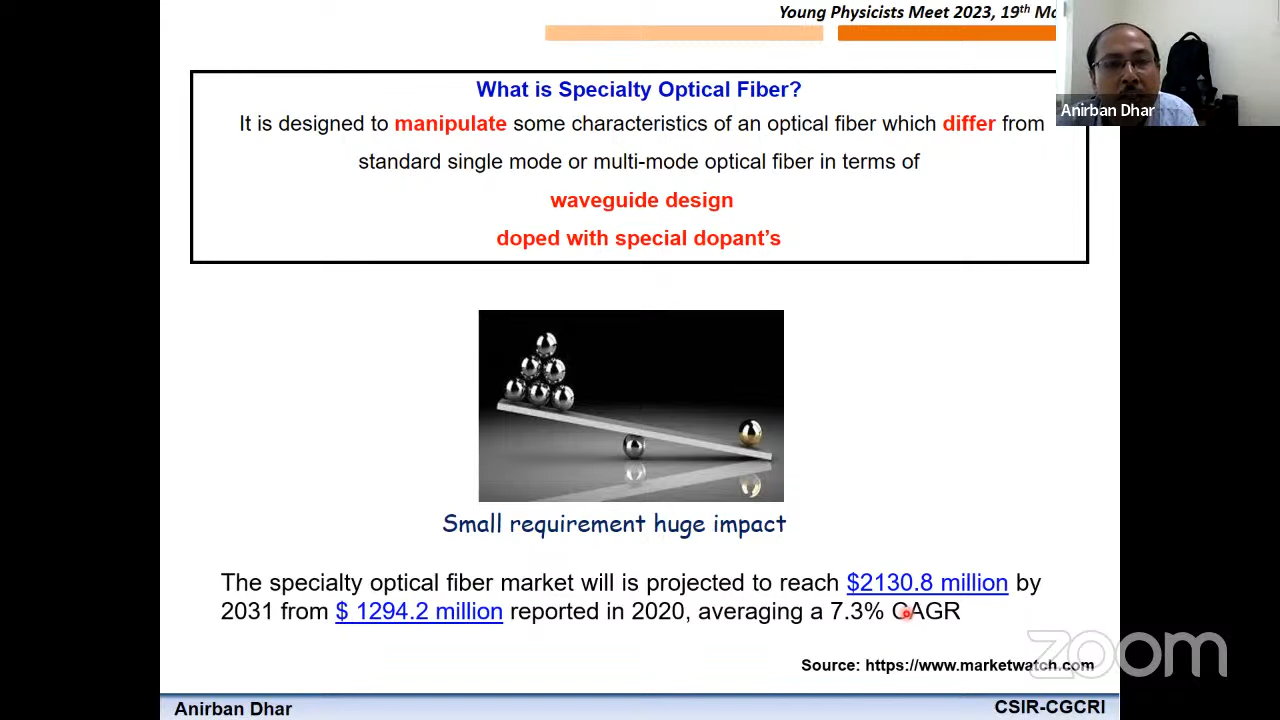 Young Physicists Meet 2023, 19th
Anirban Dhar
What is Specialty Optical Fiber?
It is designed to manipulate some characteristics of an optical fiber which differ from
standard single mode or multi-mode optical fiber in terms of
waveguide design
doped with special dopant's
Small requirement huge impact
The specialty optical fiber market will is projected to reach $2130.8 million by
2031 from $ 1294.2 million reported in 2020, averaging a 7.3% CAGR
zoom
Source: https://www.marketwatch.com
Anirban Dhar
CSIR-CGCRI